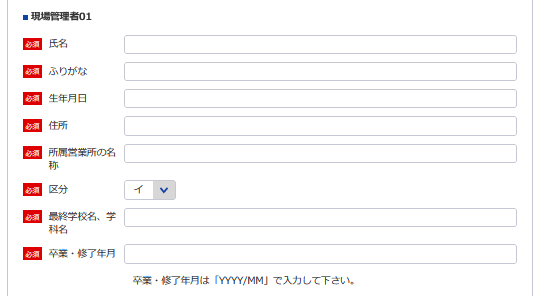 ■ 現場管理者01
必須 氏名
必須 ふりがな
必須 生年月日
必須 住所
必須 所属営業所の名
称
必須 区分 イ
必須 最終学校名、学
科名
必須 卒業・修了年月
卒業・修了年月は「YYYY/MM」で入力して下さい。